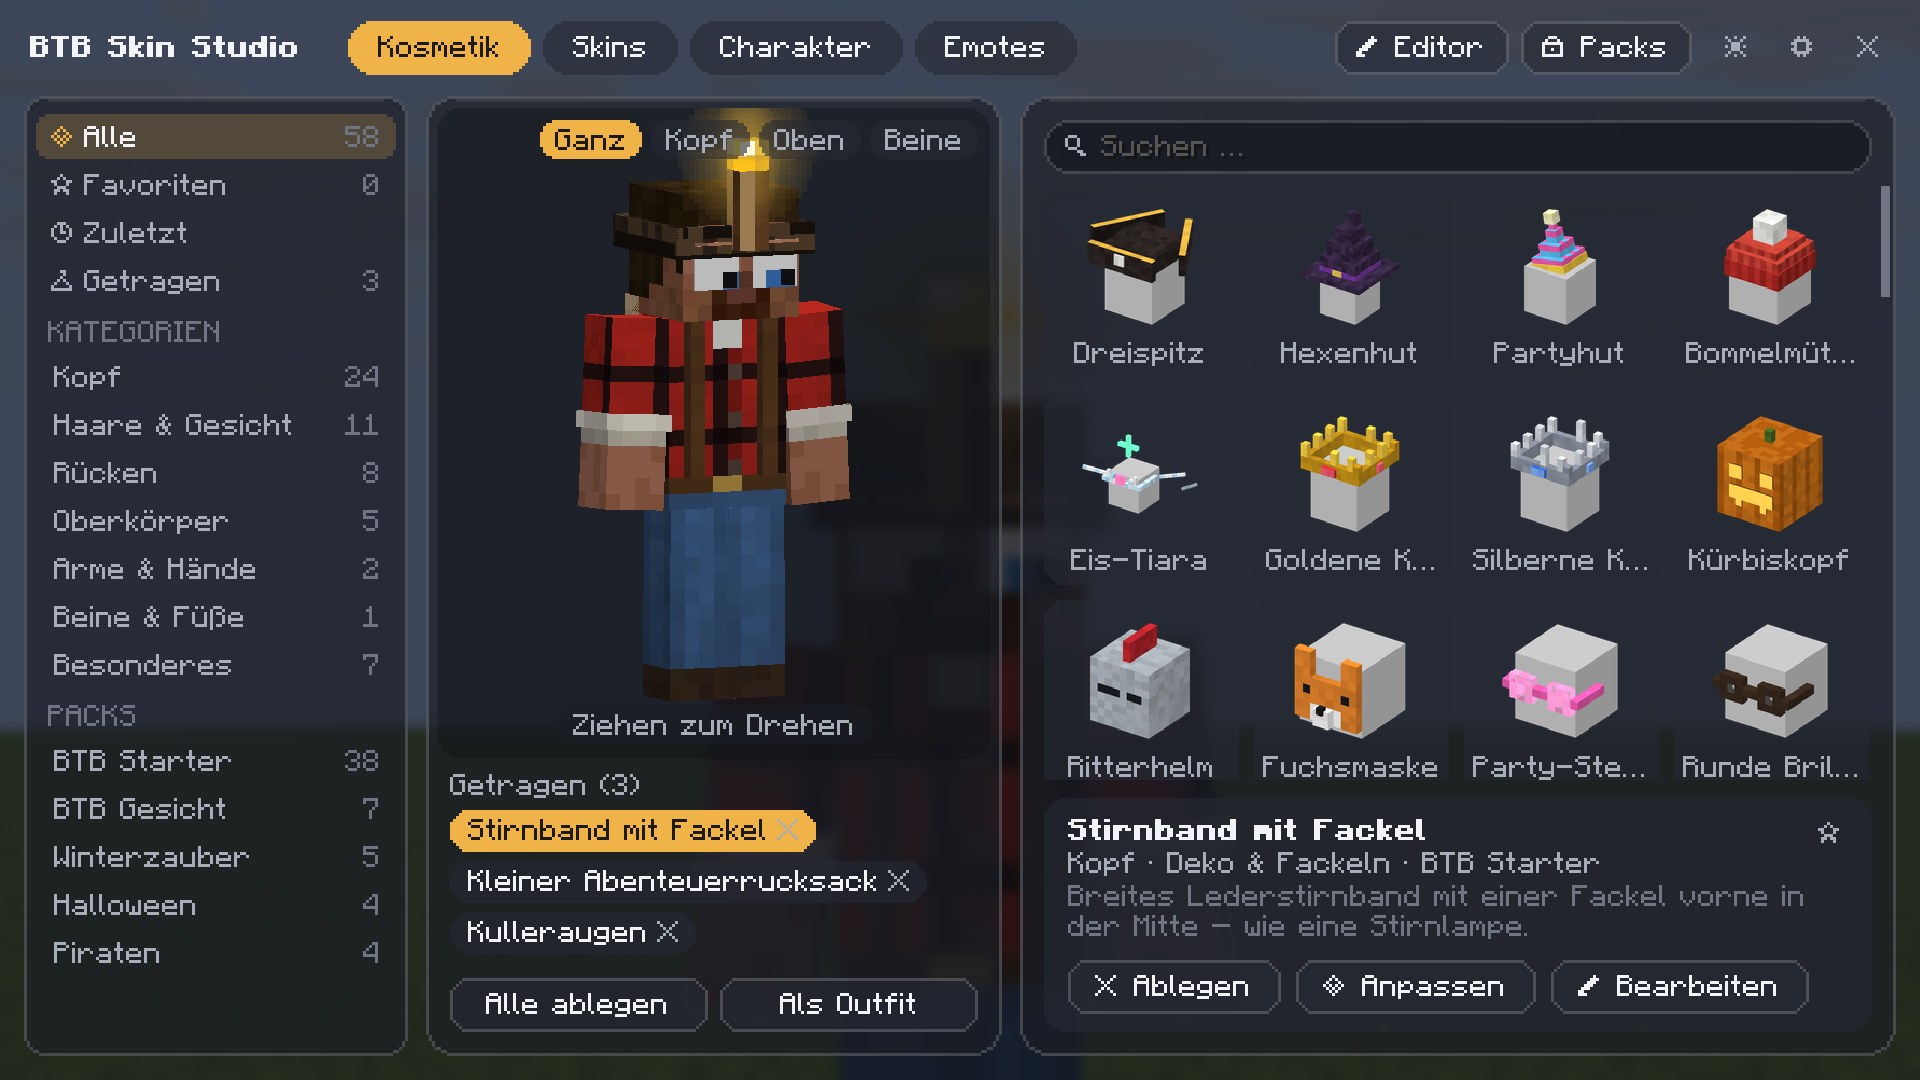 BTB Skin Studio
Kosmetik
Skins
Charakter
Emotes
Editor
Packs
Alle 58
Favoriten 0
Zuletzt
Getragen 3
KATEGORIEN
Kopf 24
Haare & Gesicht 11
Rücken 8
Oberkörper 5
Arme & Hände 2
Beine & Füße 1
Besonderes 7
PACKS
BTB Starter 38
BTB Gesicht 7
Winterzauber 5
Halloween 4
Piraten 4
Ganz
Kopf
Oben
Beine
Ziehen zum Drehen
Getragen (3)
Stirnband mit Fackel
Kleiner Abenteuerrucksack
Kulleraugen
Alle ablegen
Als Outfit
Suchen ...
Dreispitz
Hexenhut
Partyhut
Bommelmüt...
Eis-Tiara
Goldene K...
Silberne K...
Kürbiskopf
Ritterhelm
Fuchsmaske
Party-Ste...
Runde Bril...
Stirnband mit Fackel
Kopf · Deko & Fackeln · BTB Starter
Breites Lederstirnband mit einer Fackel vorne in
der Mitte – wie eine Stirnlampe.
Ablegen
Anpassen
Bearbeiten